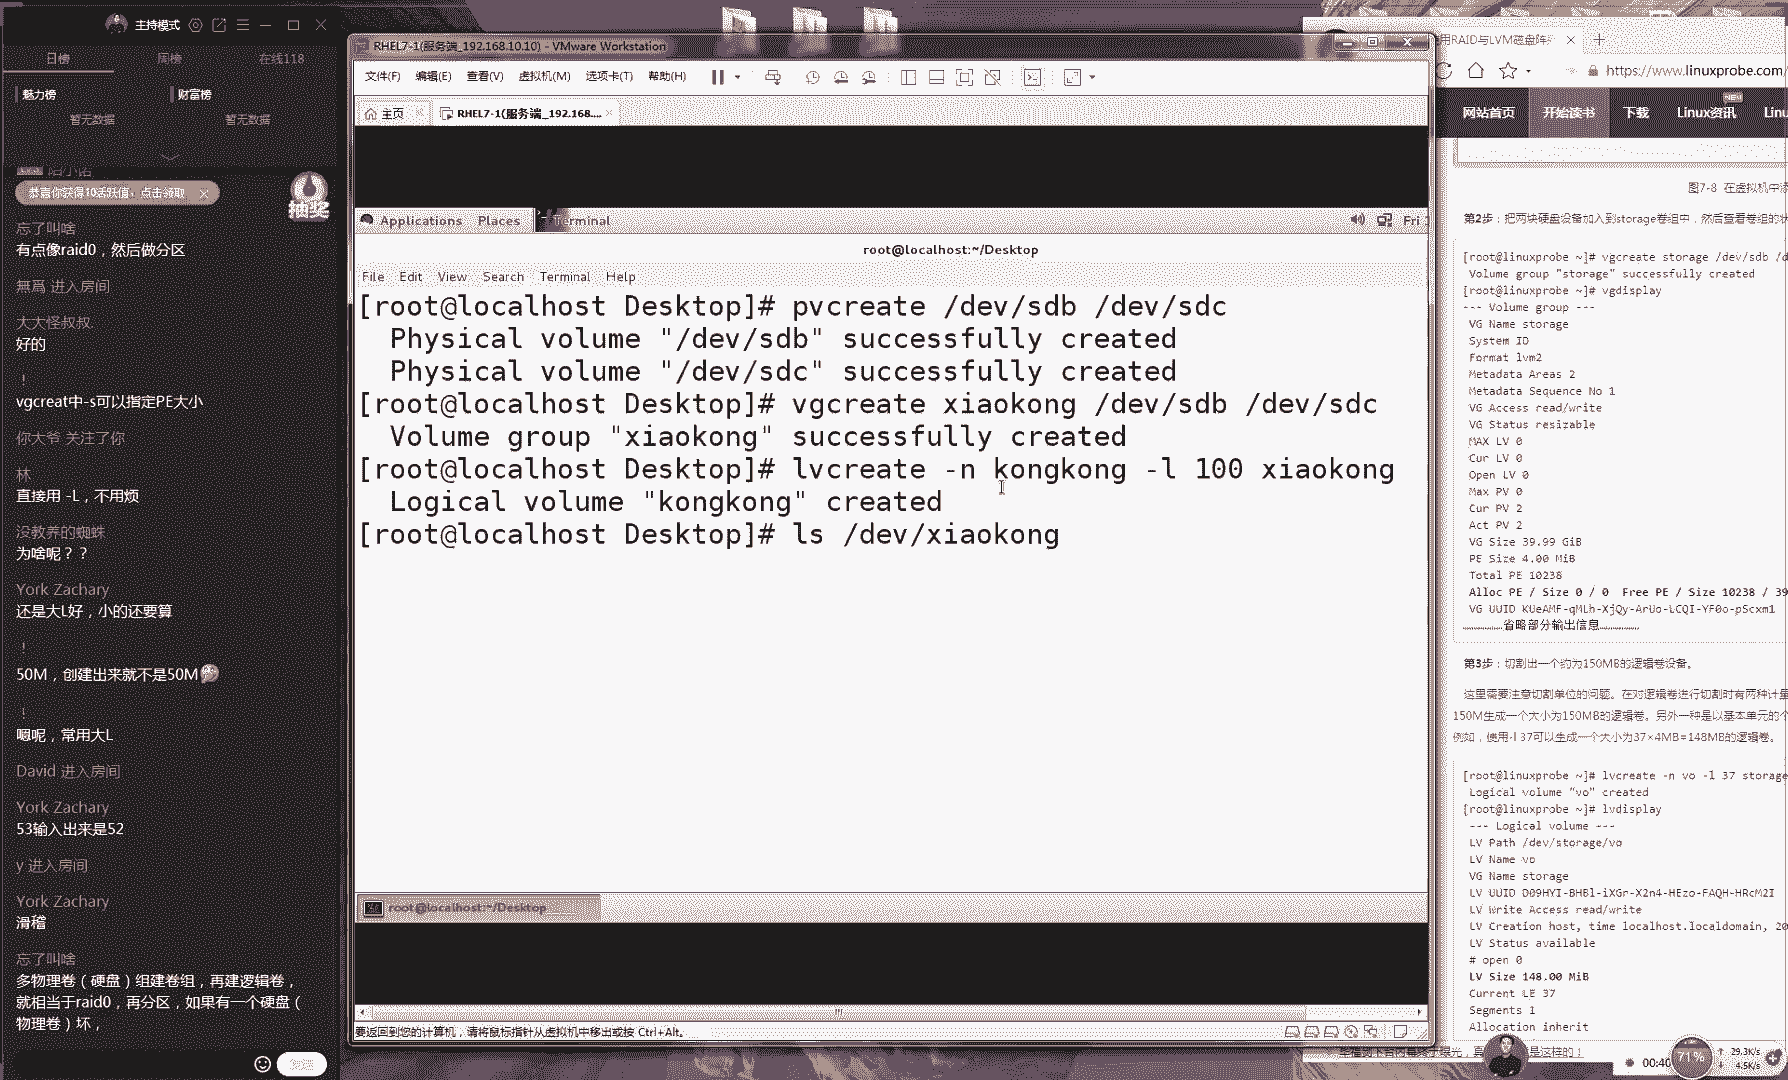 主持模式
日榜
周榜
在线118
魅力榜
财富榜
暂无数据
暂无数据
恭喜你获得10活跃值，点击领取
抽奖
忘了叫啥
有点像raid0，然后做分区
無爲 进入房间
大大怪叔叔.
好的
!
vgcreat中-s可以指定PE大小
你大爷 关注了你
林
直接用 -L，不用烦
没教养的蜘蛛
为啥呢？？
York Zachary
还是大L好，小的还要算
!
50M，创建出来就不是50M
!
嗯呢，常用大L
David 进入房间
York Zachary
53输入出来是52
y 进入房间
York Zachary
滑稽
忘了叫啥
多物理卷（硬盘）组建卷组，再建逻辑卷，
就相当于raid0，再分区，如果有一个硬盘（
物理卷）坏，
RHEL7-1(服务端_192.168.10.10) - VMware Workstation
文件(F) 编辑(E) 查看(V) 虚拟机(M) 选项卡(T) 帮助(H)
主页
RHEL7-1(服务端_192.168....
Applications Places Terminal Fri
root@localhost:~/Desktop
File Edit View Search Terminal Help
[root@localhost Desktop]# pvcreate /dev/sdb /dev/sdc
Physical volume "/dev/sdb" successfully created
Physical volume "/dev/sdc" successfully created
[root@localhost Desktop]# vgcreate xiaokong /dev/sdb /dev/sdc
Volume group "xiaokong" successfully created
[root@localhost Desktop]# lvcreate -n kongkong -l 100 xiaokong
Logical volume "kongkong" created
[root@localhost Desktop]# ls /dev/xiaokong
root@localhost:~/Desktop
要返回到您的计算机，请将鼠标指针从虚拟机中移出或按 Ctrl+Alt。
用RAID与LVM磁盘阵
https://www.linuxprobe.com
网站首页 开始读书 下载 Linux资讯 Linu
NEW
图7-8 在虚拟机中添
第2步：把两块硬盘设备加入到storage卷组中，然后查看卷组的状
[root@linuxprobe ~]# vgcreate storage /dev/sdb /d
Volume group "storage" successfully created
[root@linuxprobe ~]# vgdisplay
--- Volume group ---
VG Name storage
System ID
Format lvm2
Metadata Areas 2
Metadata Sequence No 1
VG Access read/write
VG Status resizable
MAX LV 0
Cur LV 0
Open LV 0
Max PV 0
Cur PV 2
Act PV 2
VG Size 39.99 GiB
PE Size 4.00 MiB
Total PE 10238
Alloc PE / Size 0 / 0 Free PE / Size 10238 / 39
VG UUID KUeAMF-qMLh-XjQy-ArUo-LCQI-YF0o-pScxm1
………………省略部分输出信息………………
第3步：切割出一个约为150MB的逻辑卷设备。
这里需要注意切割单位的问题。在对逻辑卷进行切割时有两种计量
150M生成一个大小为150MB的逻辑卷。另外一种是以基本单元的个
例如，使用-l 37可以生成一个大小为37×4MB=148MB的逻辑卷。
[root@linuxprobe ~]# lvcreate -n vo -l 37 storage
Logical volume "vo" created
[root@linuxprobe ~]# lvdisplay
--- Logical volume ---
LV Path /dev/storage/vo
LV Name vo
VG Name storage
LV UUID D09HYI-BHBl-iXGr-X2n4-HEzo-FAQH-HRcM2I
LV Write Access read/write
LV Creation host, time localhost.localdomain, 20
LV Status available
# open 0
LV Size 148.00 MiB
Current LE 37
Segments 1
Allocation inherit
是这样的！
00:40
71%
29.3K/s
4.5K/s